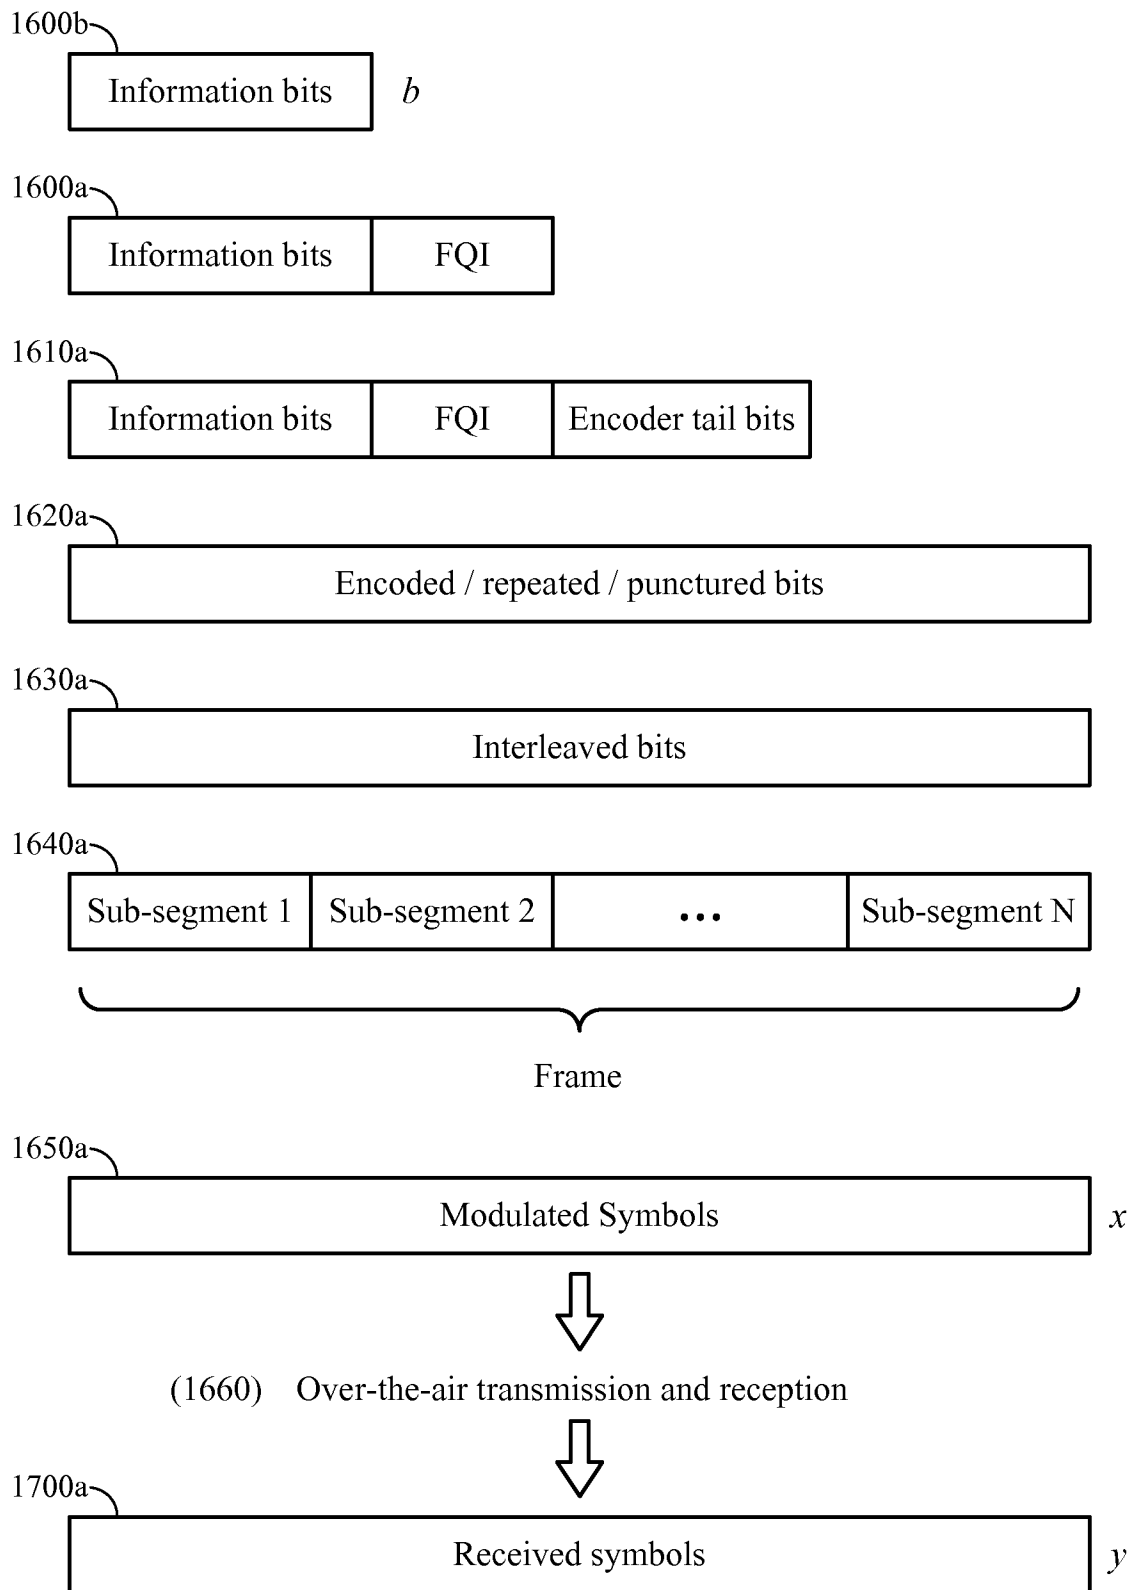 1600b
Information bits b
1600a
Information bits FQI
1610a
Information bits FQI Encoder tail bits
1620a
Encoded / repeated / punctured bits
1630a
Interleaved bits
1640a
Sub-segment 1 Sub-segment 2 ... Sub-segment N
Frame
1650a
Modulated Symbols x
(1660) Over-the-air transmission and reception
1700a
Received symbols y